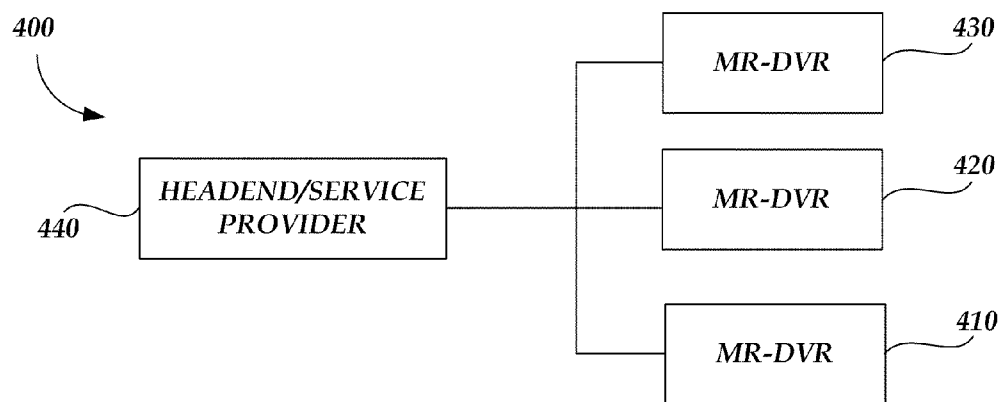 400
MR-DVR
430
HEADEND/SERVICE
PROVIDER
440
MR-DVR
420
MR-DVR
410